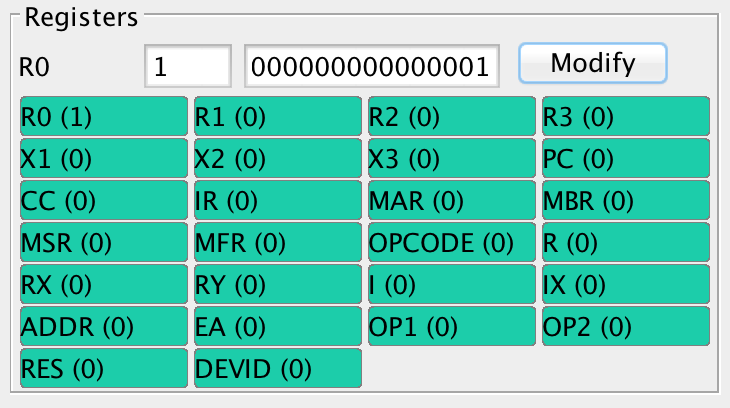 Registers
R0 1 000000000000001 Modify
R0 (1) R1 (0) R2 (0) R3 (0)
X1 (0) X2 (0) X3 (0) PC (0)
CC (0) IR (0) MAR (0) MBR (0)
MSR (0) MFR (0) OPCODE (0) R (0)
RX (0) RY (0) I (0) IX (0)
ADDR (0) EA (0) OP1 (0) OP2 (0)
RES (0) DEVID (0)